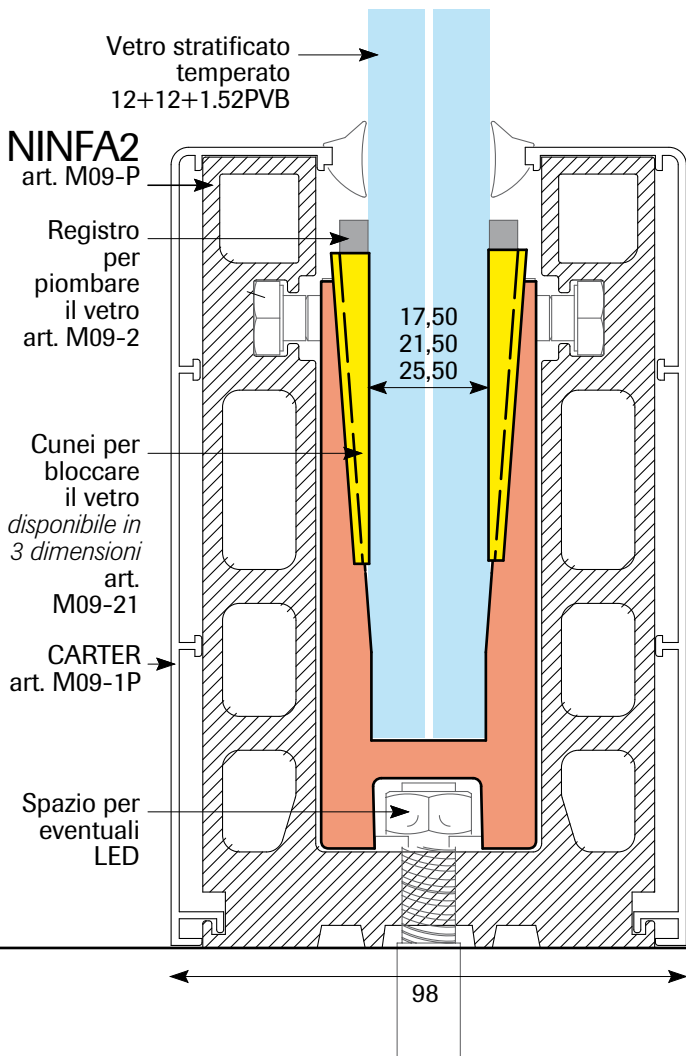 Vetro stratificato
temperato
12+12+1.52PVB
NINFA2
art. M09-P
Registro
per
piombare
il vetro
art. M09-2
17,50
21,50
25,50
Cunei per
bloccare
il vetro
disponibile in
3 dimensioni
art.
M09-21
CARTER
art. M09-1P
Spazio per
eventuali
LED
98